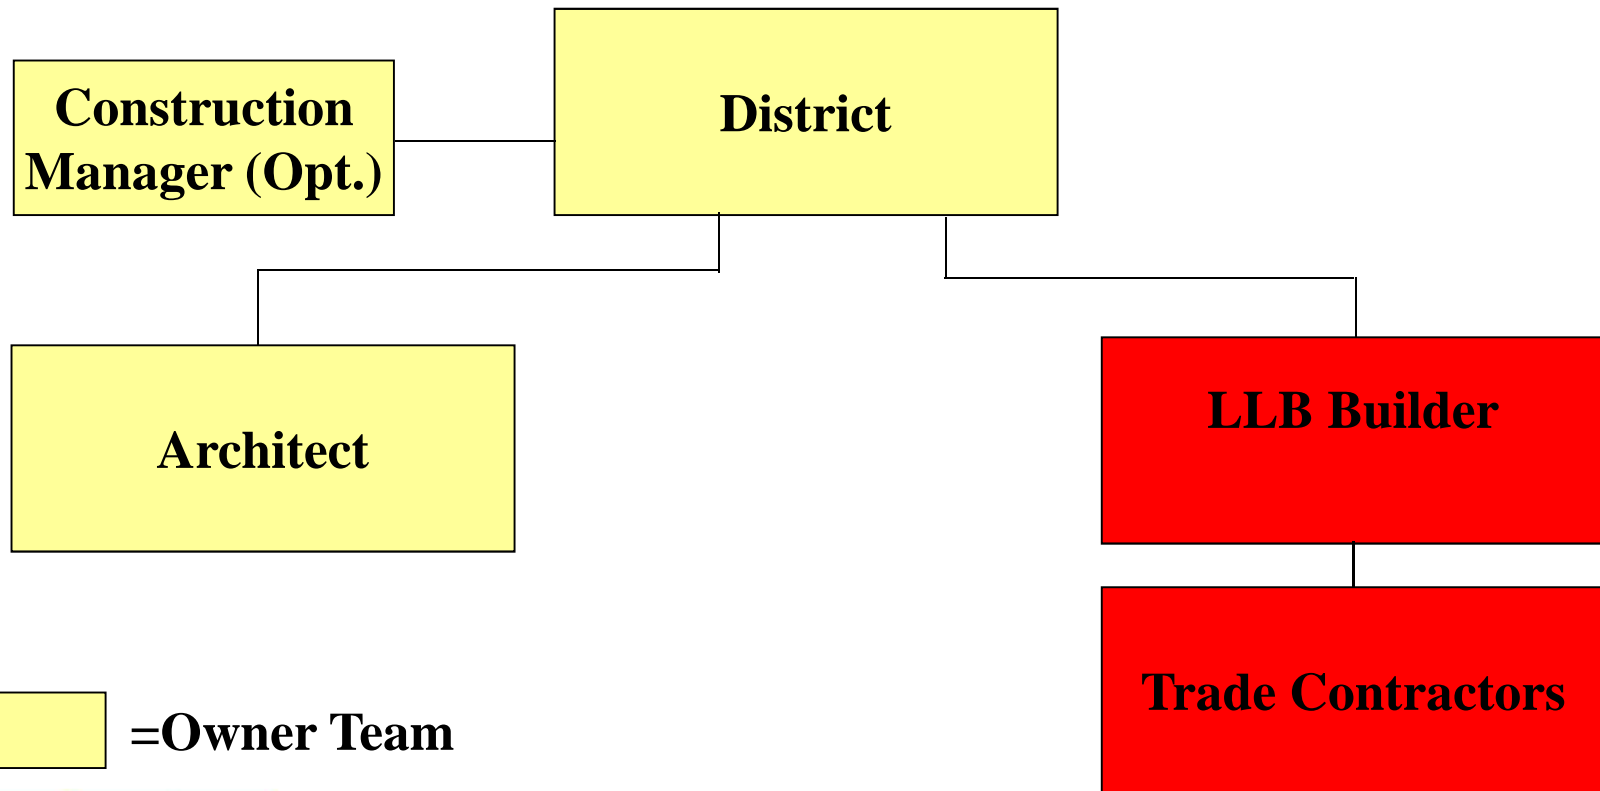 District
Construction
Manager (Opt.)
LLB Builder
Architect
Trade Contractors
=Owner Team